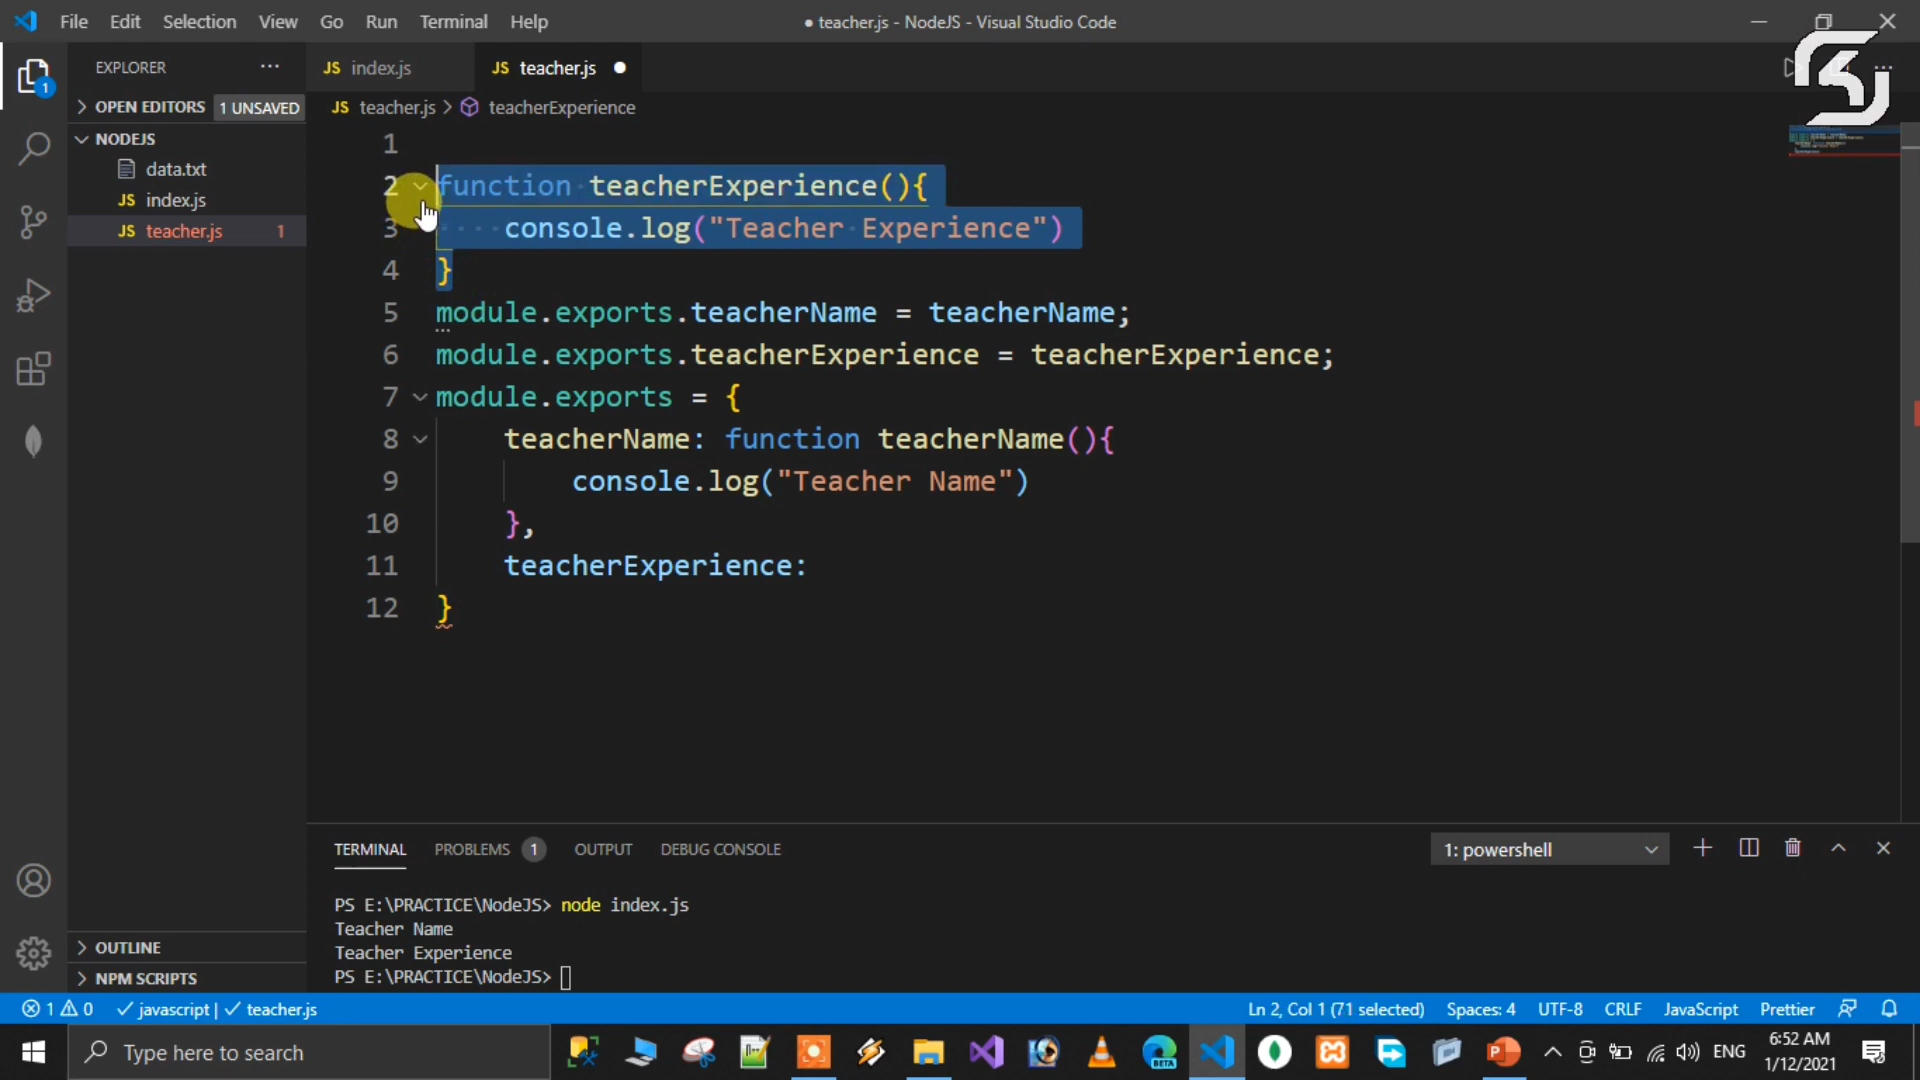 File Edit Selection View Go Run Terminal Help
● teacher.js - NodeJS - Visual Studio Code
EXPLORER ...
JS index.js
JS teacher.js ●
OPEN EDITORS 1 UNSAVED
JS teacher.js > teacherExperience
NODEJS
data.txt
JS index.js
JS teacher.js 1
1
1
2 function teacherExperience(){
3 console.log("Teacher Experience")
4 }
5 module.exports.teacherName = teacherName;
6 module.exports.teacherExperience = teacherExperience;
7 module.exports = {
8 teacherName: function teacherName(){
9 console.log("Teacher Name")
10 },
11 teacherExperience:
12 }
TERMINAL PROBLEMS 1 OUTPUT DEBUG CONSOLE
1: powershell
PS E:\PRACTICE\NodeJS> node index.js
Teacher Name
Teacher Experience
PS E:\PRACTICE\NodeJS>
OUTLINE
NPM SCRIPTS
1 0 javascript | teacher.js
Ln 2, Col 1 (71 selected) Spaces: 4 UTF-8 CRLF JavaScript Prettier
Type here to search
BETA
ENG
6:52 AM
1/12/2021